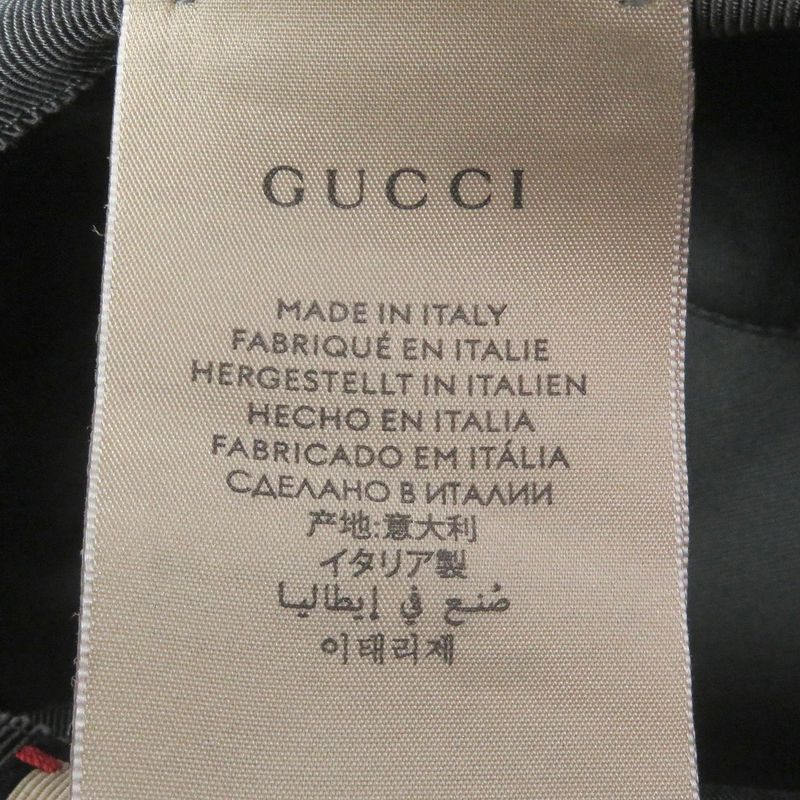 GUCCI
MADE IN ITALY
FABRIQUÉ EN ITALIE
HERGESTELLT IN ITALIEN
HECHO EN ITALIA
FABRICADO EM ITÁLIA
СДЕЛАНО В ИТАЛИИ
产地:意大利
イタリア製
صُنع في إيطاليا
이태리제